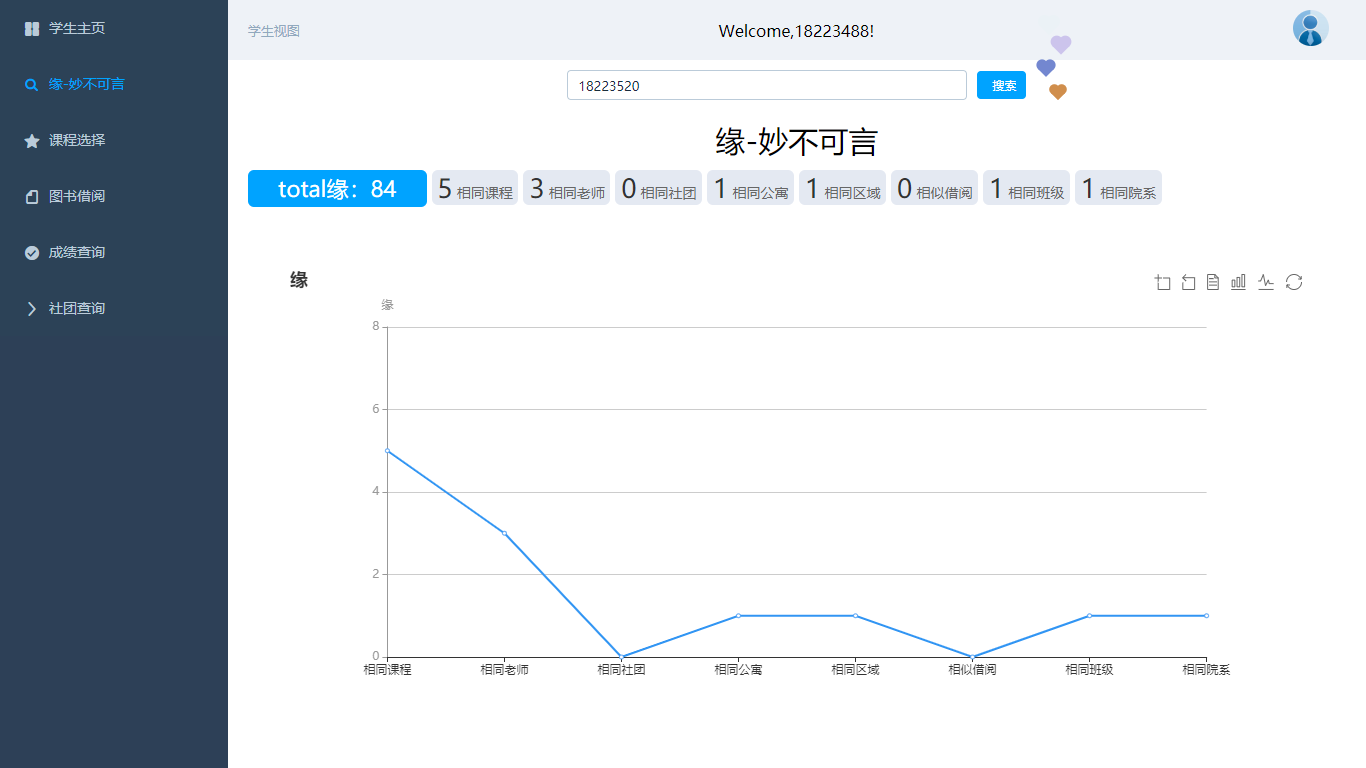 学生主页
缘-妙不可言
课程选择
图书借阅
成绩查询
社团查询
学生视图
Welcome,18223488!
18223520
搜索
缘-妙不可言
total缘：84
5 相同课程
3 相同老师
0 相同社团
1 相同公寓
1 相同区域
0 相似借阅
1 相同班级
1 相同院系
缘
缘
8
6
4
2
0
相同课程
相同老师
相同社团
相同公寓
相同区域
相似借阅
相同班级
相同院系